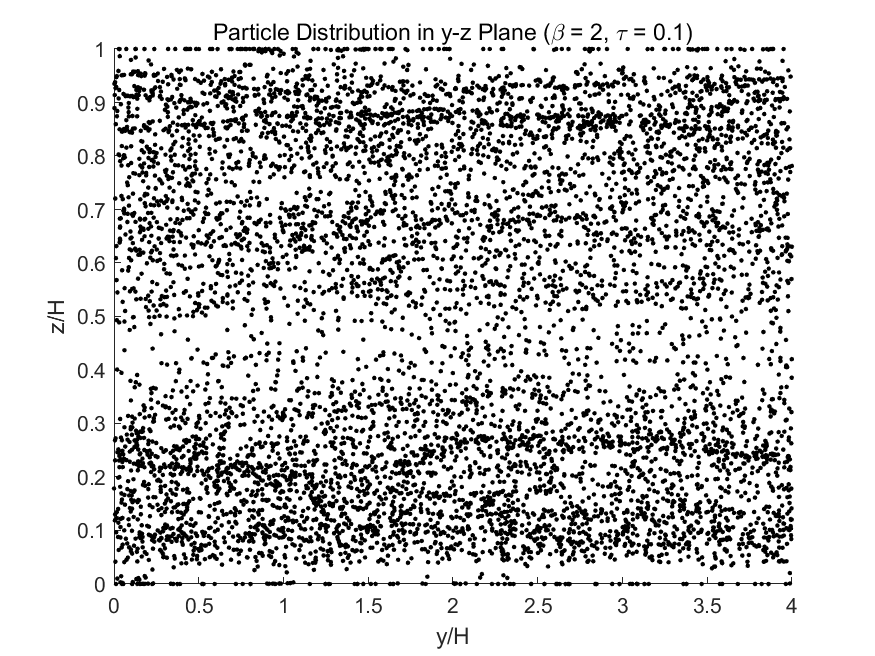 Particle Distribution in y-z Plane (β = 2, τ = 0.1)
1
0.9
0.8
0.7
0.6
0.5
0.4
0.3
0.2
0.1
0
z/H
0 0.5 1 1.5 2 2.5 3 3.5 4
y/H